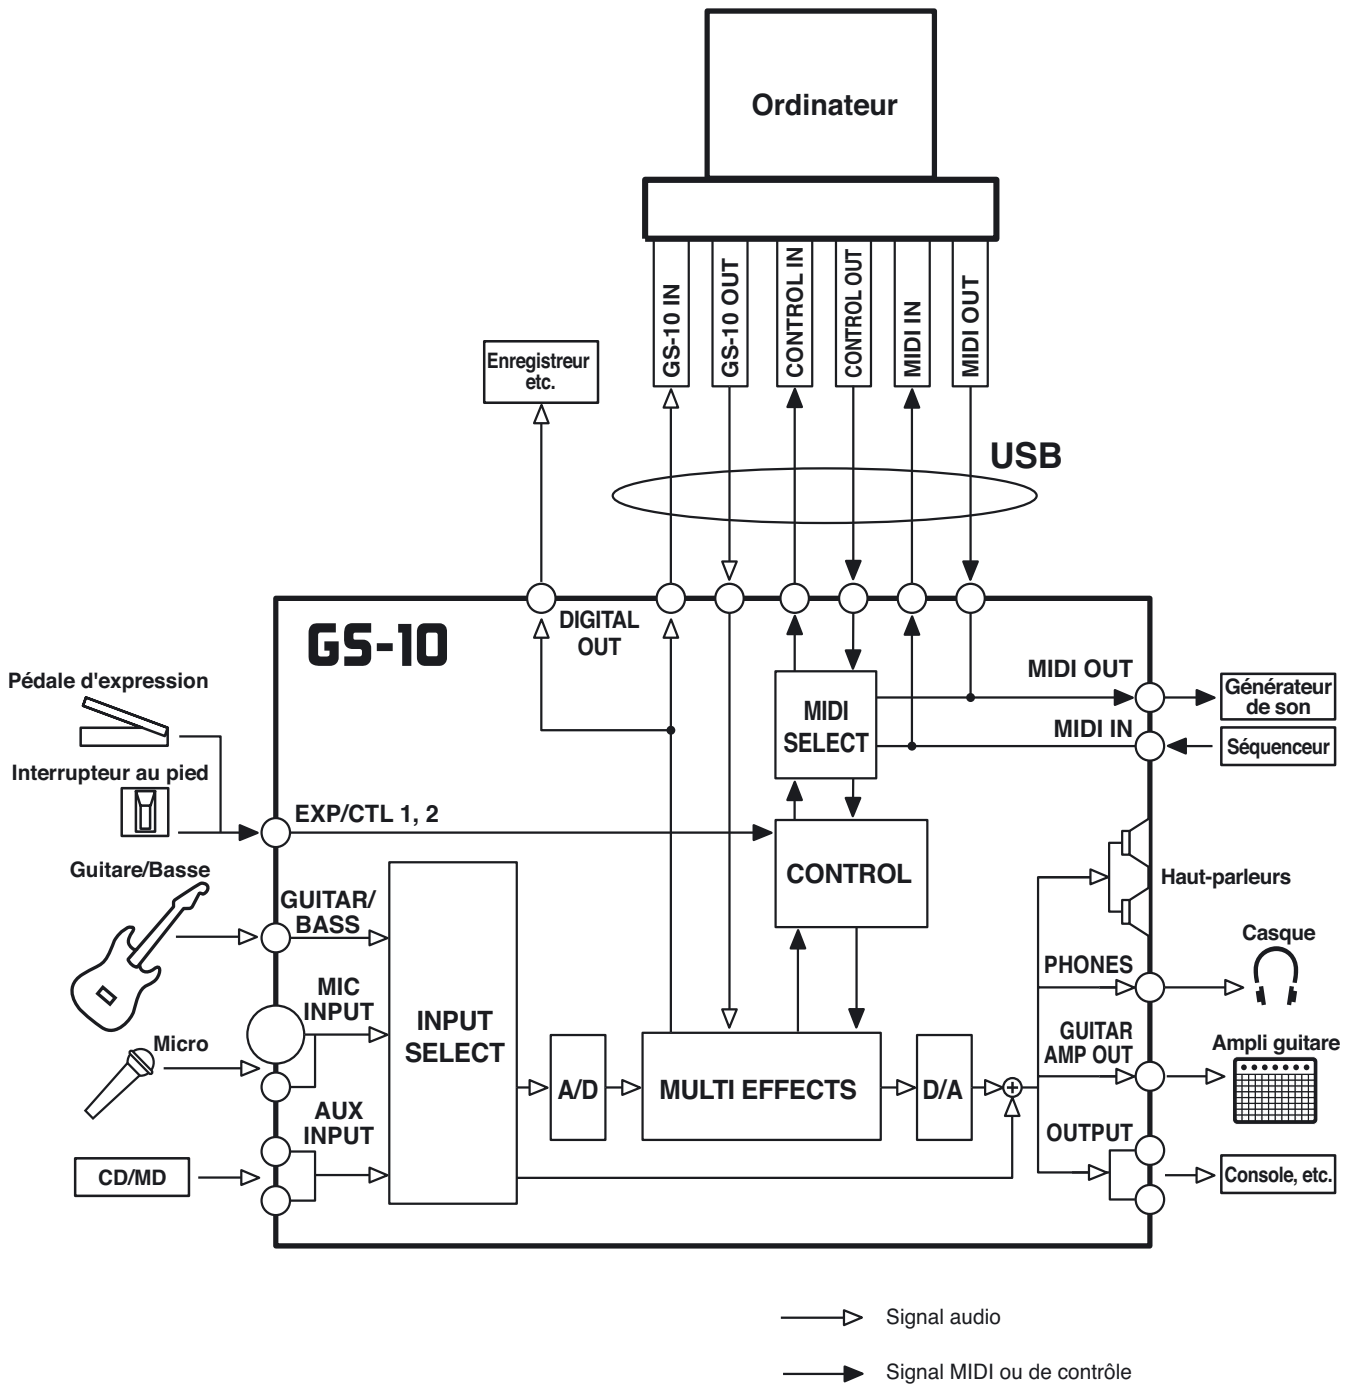 Ordinateur
GS-10 IN
GS-10 OUT
CONTROL IN
CONTROL OUT
MIDI IN
MIDI OUT
Enregistreur
etc.
USB
GS-10
DIGITAL
OUT
Pédale d'expression
Interrupteur au pied
EXP/CTL 1, 2
MIDI
SELECT
MIDI OUT
MIDI IN
Générateur
de son
Séquenceur
CONTROL
Haut-parleurs
Guitare/Basse
GUITAR/
BASS
MIC
INPUT
Micro
AUX
INPUT
CD/MD
INPUT
SELECT
A/D
MULTI EFFECTS
D/A
PHONES
Casque
GUITAR
AMP OUT
Ampli guitare
OUTPUT
Console, etc.
Signal audio
Signal MIDI ou de contrôle